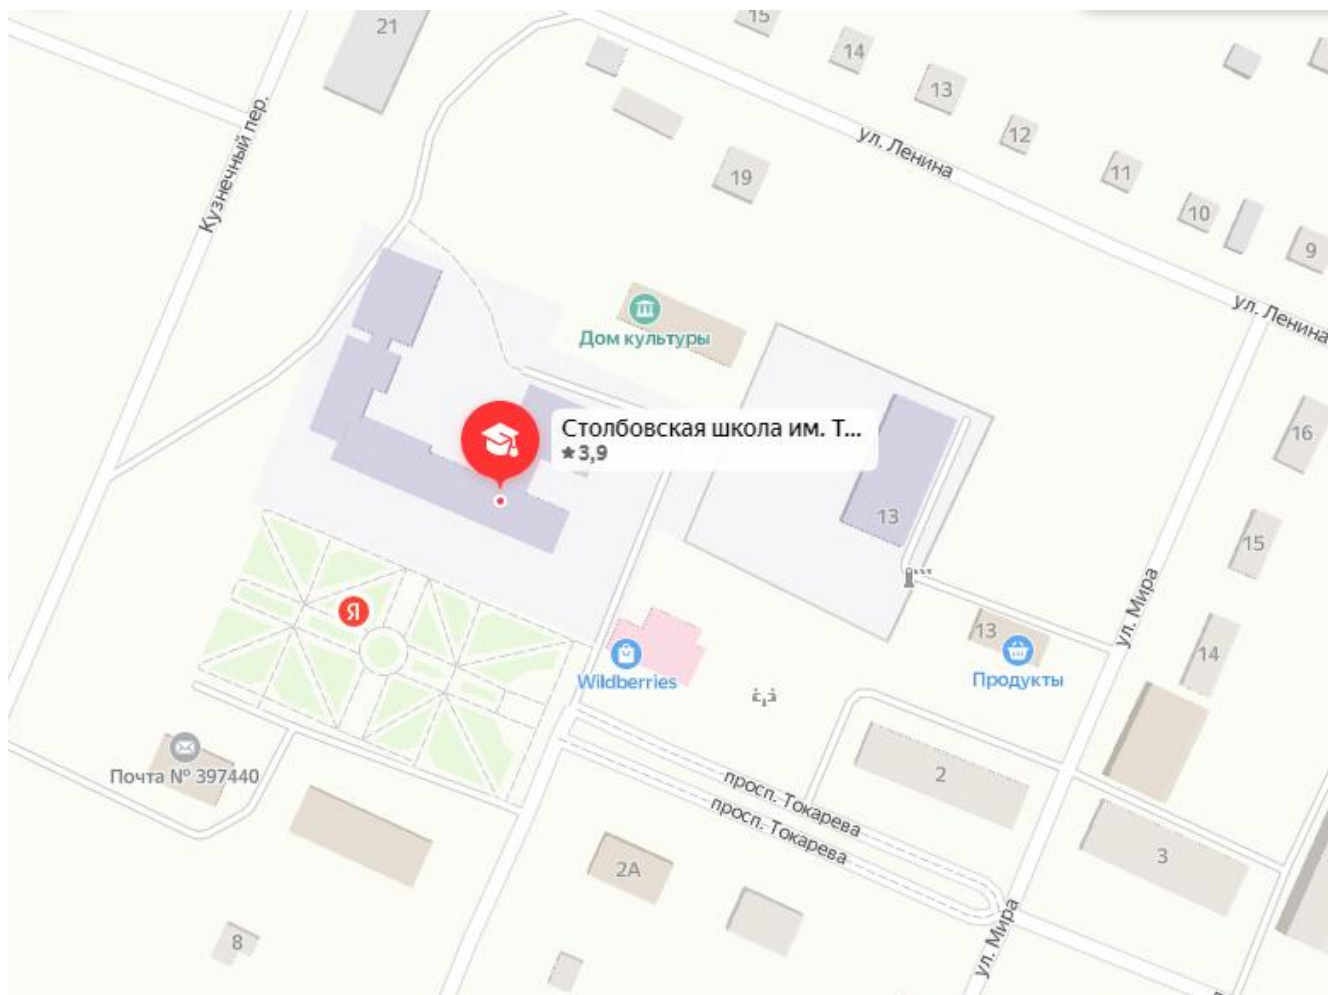 15
21
14
13
Кузнечный пер.
ул. Ленина
12
11
19
10
9
ул. Ленина
Дом культуры
Столбовская школа им. Т...
3,9
16
13
15
ул. Мира
13
14
Я
Wildberries
Продукты
Почта № 397440
2
просп. Токарева
просп. Токарева
3
2А
8
ул. Мира